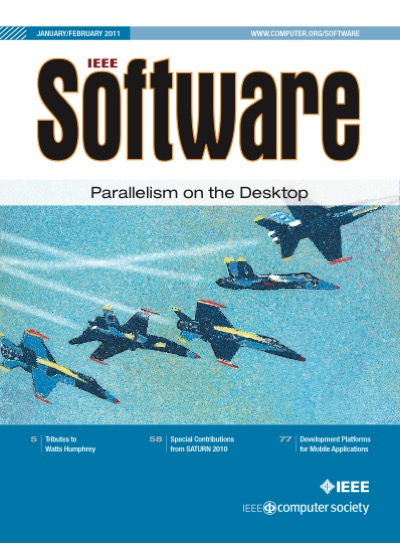 JANUARY/FEBRUARY 2011
WWW.COMPUTER.ORG/SOFTWARE
IEEE
Software
Parallelism on the Desktop
5 Tributes to
Watts Humphrey
58 Special Contributions
from SATURN 2010
77 Development Platforms
for Mobile Applications
IEEE
IEEE computer society